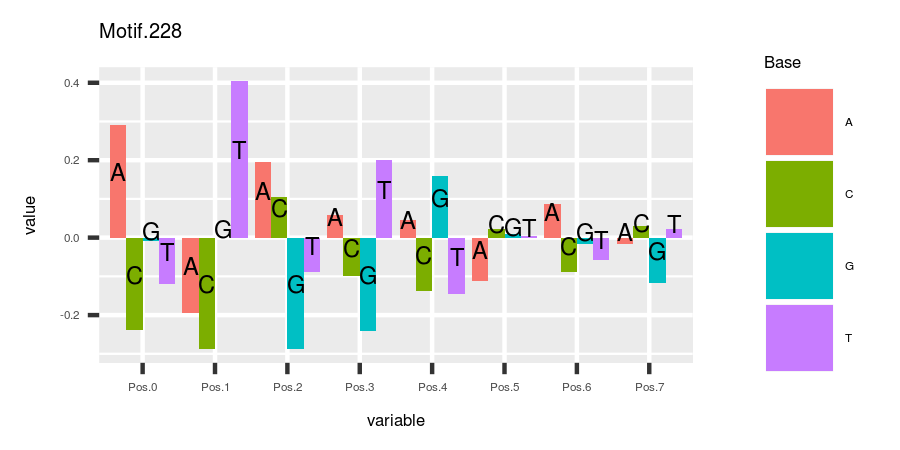 Motif.228
Base
A
C
G
T
value
0.4
0.2
0.0
-0.2
A C G T A C G T A C G T A C G T A C G T A C G T A C G T A C G T
Pos.0 Pos.1 Pos.2 Pos.3 Pos.4 Pos.5 Pos.6 Pos.7
variable